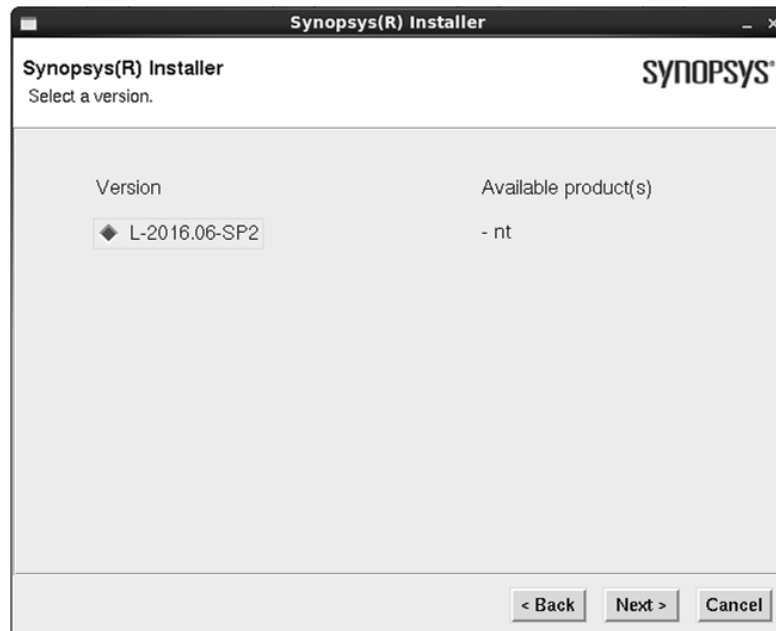 Synopsys(R) Installer
Synopsys(R) Installer
SYNOPSYS®
Select a version.
Version Available product(s)
L-2016.06-SP2 - nt
< Back Next > Cancel